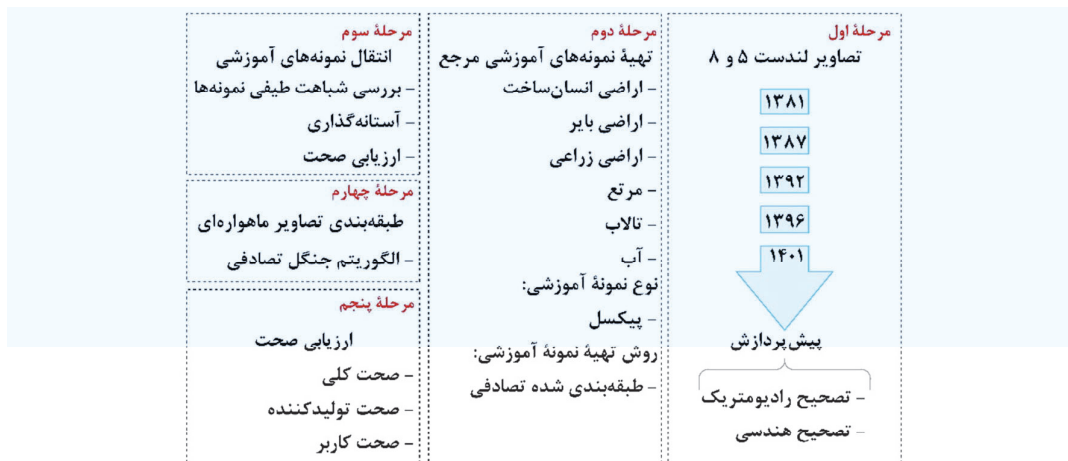 مرحلهٔ اول
تصاویر لندست ۵ و ۸
۱۳۸۱
۱۳۸۷
۱۳۹۲
۱۳۹۶
۱۴۰۱
پیش‌پردازش
- تصحیح رادیومتریک
- تصحیح هندسی
مرحلهٔ دوم
تهیهٔ نمونه‌های آموزشی مرجع
- اراضی انسان‌ساخت
- اراضی بایر
- اراضی زراعی
- مرتع
- تالاب
- آب
نوع نمونهٔ آموزشی:
- پیکسل
روش تهیهٔ نمونهٔ آموزشی:
- طبقه‌بندی شده تصادفی
مرحلهٔ سوم
انتقال نمونه‌های آموزشی
- بررسی شباهت طیفی نمونه‌ها
- آستانه‌گذاری
- ارزیابی صحت
مرحلهٔ چهارم
طبقه‌بندی تصاویر ماهواره‌ای
- الگوریتم جنگل تصادفی
مرحلهٔ پنجم
ارزیابی صحت
- صحت کلی
- صحت تولیدکننده
- صحت کاربر